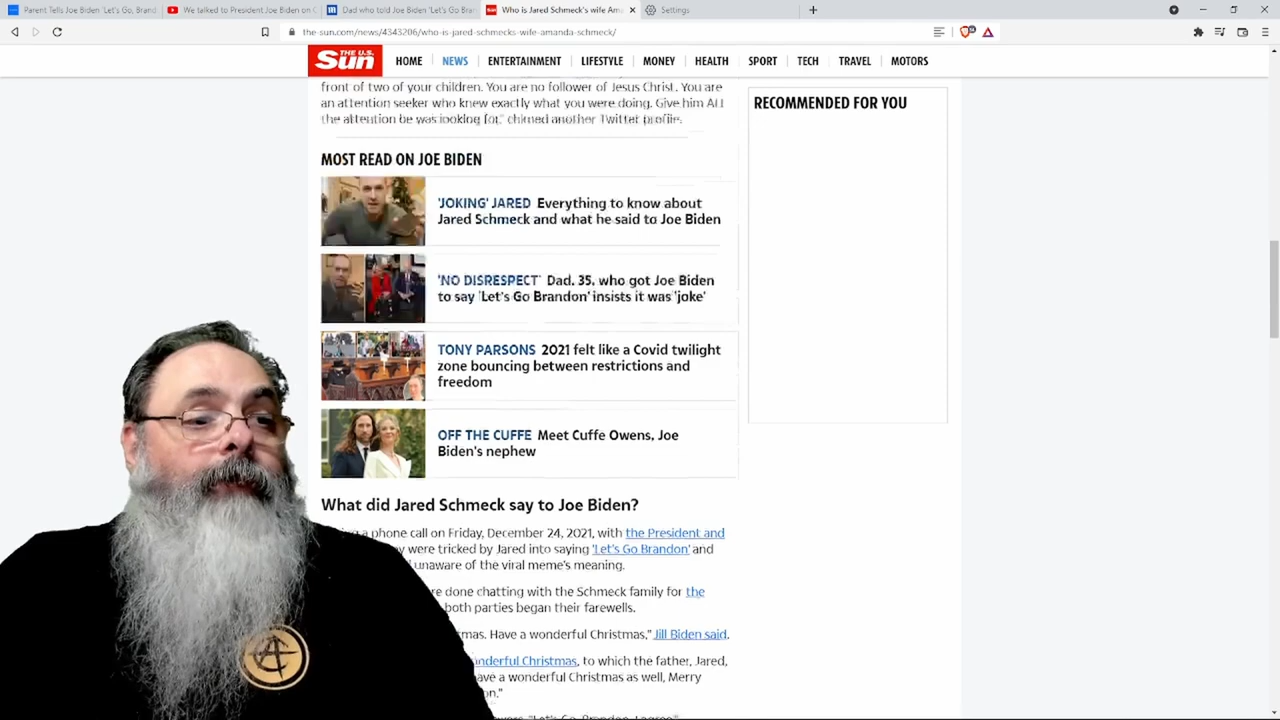 Parent Tells Joe Biden 'Let's Go, Brand
We talked to President Joe Biden on C
Dad who told Joe Biden 'Let's Go Bran
Who is Jared Schmeck's wife Ama
Settings
the-sun.com/news/4343206/who-is-jared-schmecks-wife-amanda-schmeck/
THE U.S. Sun
HOME NEWS ENTERTAINMENT LIFESTYLE MONEY HEALTH SPORT TECH TRAVEL MOTORS
front of two of your children. You are no follower of Jesus Christ. You are
an attention seeker who knew exactly what you were doing. Give him ALL
the attention he was looking for," chimed another Twitter profile.
RECOMMENDED FOR YOU
MOST READ ON JOE BIDEN
'JOKING' JARED Everything to know about
Jared Schmeck and what he said to Joe Biden
'NO DISRESPECT' Dad, 35, who got Joe Biden
to say 'Let's Go Brandon' insists it was 'joke'
TONY PARSONS 2021 felt like a Covid twilight
zone bouncing between restrictions and
freedom
OFF THE CUFFE Meet Cuffe Owens, Joe
Biden's nephew
What did Jared Schmeck say to Joe Biden?
a phone call on Friday, December 24, 2021, with the President and
were tricked by Jared into saying 'Let's Go Brandon' and
unaware of the viral meme's meaning.
re done chatting with the Schmeck family for the
both parties began their farewells.
mas. Have a wonderful Christmas," Jill Biden said.
nderful Christmas, to which the father, Jared,
ave a wonderful Christmas as well, Merry
on."
"Let's Go, Brandon, I agree"